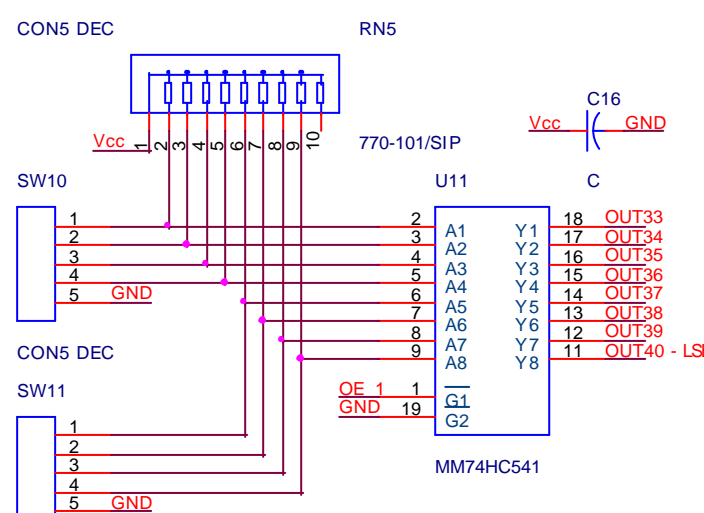 CON5 DEC
RN5
Vcc
1 2 3 4 5 6 7 8 9 10
770-101/SIP
C16
Vcc GND
C
SW10
1
2
3
4
5 GND
U11
2 A1 Y1 18 OUT33
3 A2 Y2 17 OUT34
4 A3 Y3 16 OUT35
5 A4 Y4 15 OUT36
6 A5 Y5 14 OUT37
7 A6 Y6 13 OUT38
8 A7 Y7 12 OUT39
9 A8 Y8 11 OUT40 - LS
OE_1 1 G1
GND 19 G2
MM74HC541
CON5 DEC
SW11
1
2
3
4
5 GND